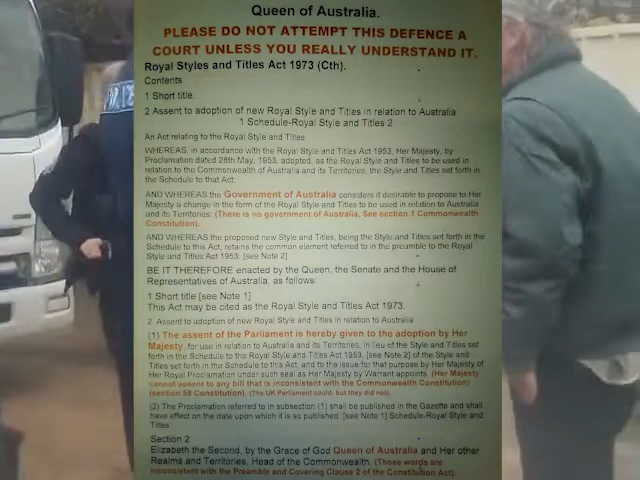 Queen of Australia.
PLEASE DO NOT ATTEMPT THIS DEFENCE A
COURT UNLESS YOU REALLY UNDERSTAND IT.
Royal Styles and Titles Act 1973 (Cth).
Contents
1 Short title.
2 Assent to adoption of new Royal Style and Titles in relation to Australia
1 Schedule-Royal Style and Titles 2
An Act relating to the Royal Style and Titles
WHEREAS, in accordance with the Royal Style and Titles Act 1953, Her Majesty, by
Proclamation dated 28th May, 1953, adopted, as the Royal Style and Titles to be used in
relation to the Commonwealth of Australia and its Territories, the Style and Titles set forth in
the Schedule to that Act:
AND WHEREAS the Government of Australia considers it desirable to propose to Her
Majesty a change in the form of the Royal Style and Titles to be used in relation to Australia
and its Territories: (There is no government of Australia, See section 1 Commonwealth
Constitution).
AND WHEREAS the proposed new Style and Titles, being the Style and Titles set forth in the
Schedule to this Act, retains the common element referred to in the preamble to the Royal
Style and Titles Act 1953: [see Note 2]
BE IT THEREFORE enacted by the Queen, the Senate and the House of
Representatives of Australia, as follows:
1 Short title [see Note 1]
This Act may be cited as the Royal Style and Titles Act 1973.
2 Assent to adoption of new Royal Style and Titles in relation to Australia
(1) The assent of the Parliament is hereby given to the adoption by Her
Majesty, for use in relation to Australia and its Territories, in lieu of the Style and Titles set
forth in the Schedule to the Royal Style and Titles Act 1953, [see Note 2] of the Style and
Titles set forth in the Schedule to this Act, and to the issue for that purpose by Her Majesty of
Her Royal Proclamation under such seal as Her Majesty by Warrant appoints. (Her Majesty
cannot assent to any bill that is inconsistent with the Commonwealth Constitution)
(section 58 Constitution). (The UK Parliament could, but they did not)
(2) The Proclamation referred to in subsection (1) shall be published in the Gazette and shall
have effect on the date upon which it is so published. [see Note 1] Schedule-Royal Style and
Titles
Section 2
Elizabeth the Second, by the Grace of God Queen of Australia and Her other
Realms and Territories, Head of the Commonwealth. (Those words are
inconsistent with the Preamble and Covering Clause 2 of the Constitution Act).